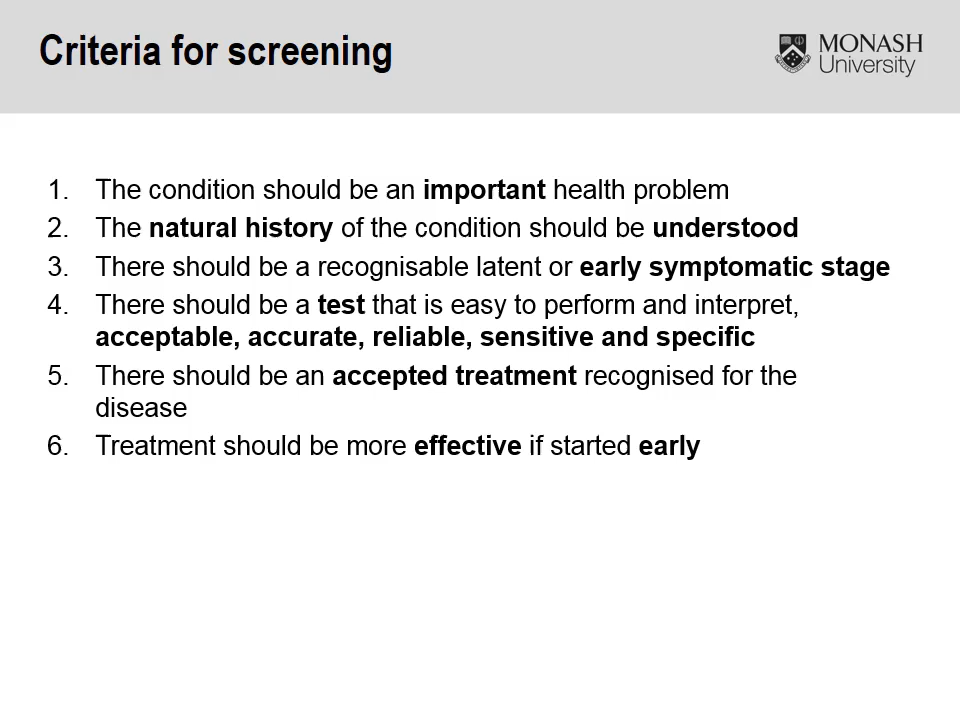 Criteria for screening
MONASH
University
1. The condition should be an important health problem
2. The natural history of the condition should be understood
3. There should be a recognisable latent or early symptomatic stage
4. There should be a test that is easy to perform and interpret,
acceptable, accurate, reliable, sensitive and specific
5. There should be an accepted treatment recognised for the
disease
6. Treatment should be more effective if started early